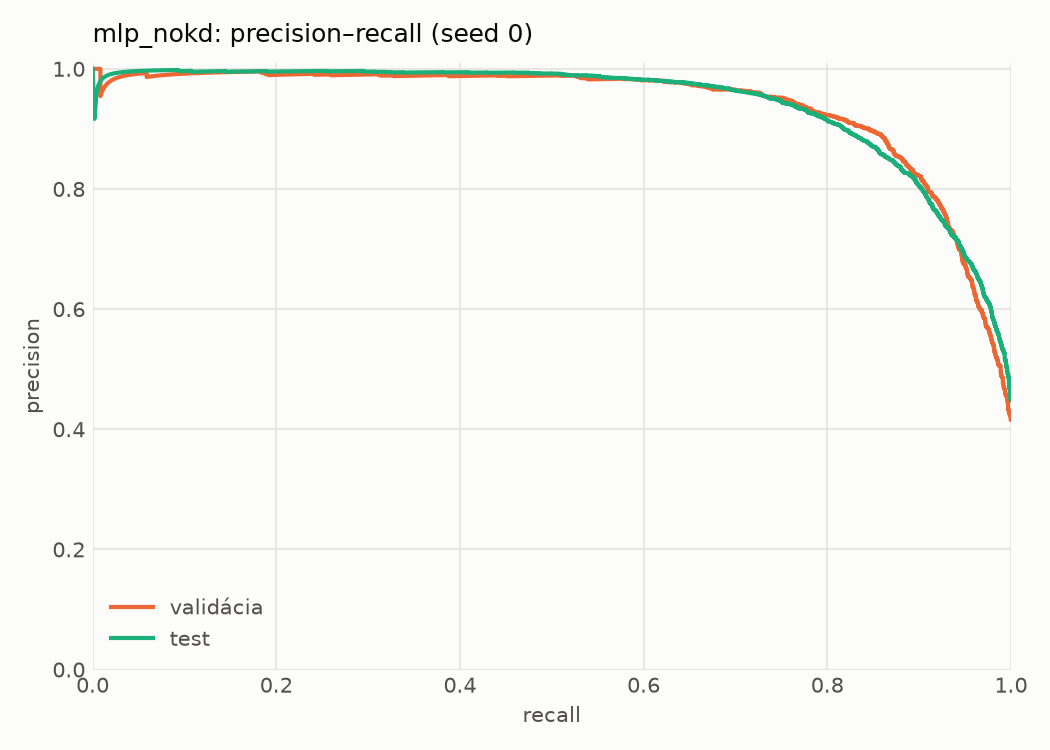 mlp_nokd: precision–recall (seed 0)
1.0
0.8
0.6
0.4
0.2
0.0
precision
validácia
test
0.0 0.2 0.4 0.6 0.8 1.0
recall